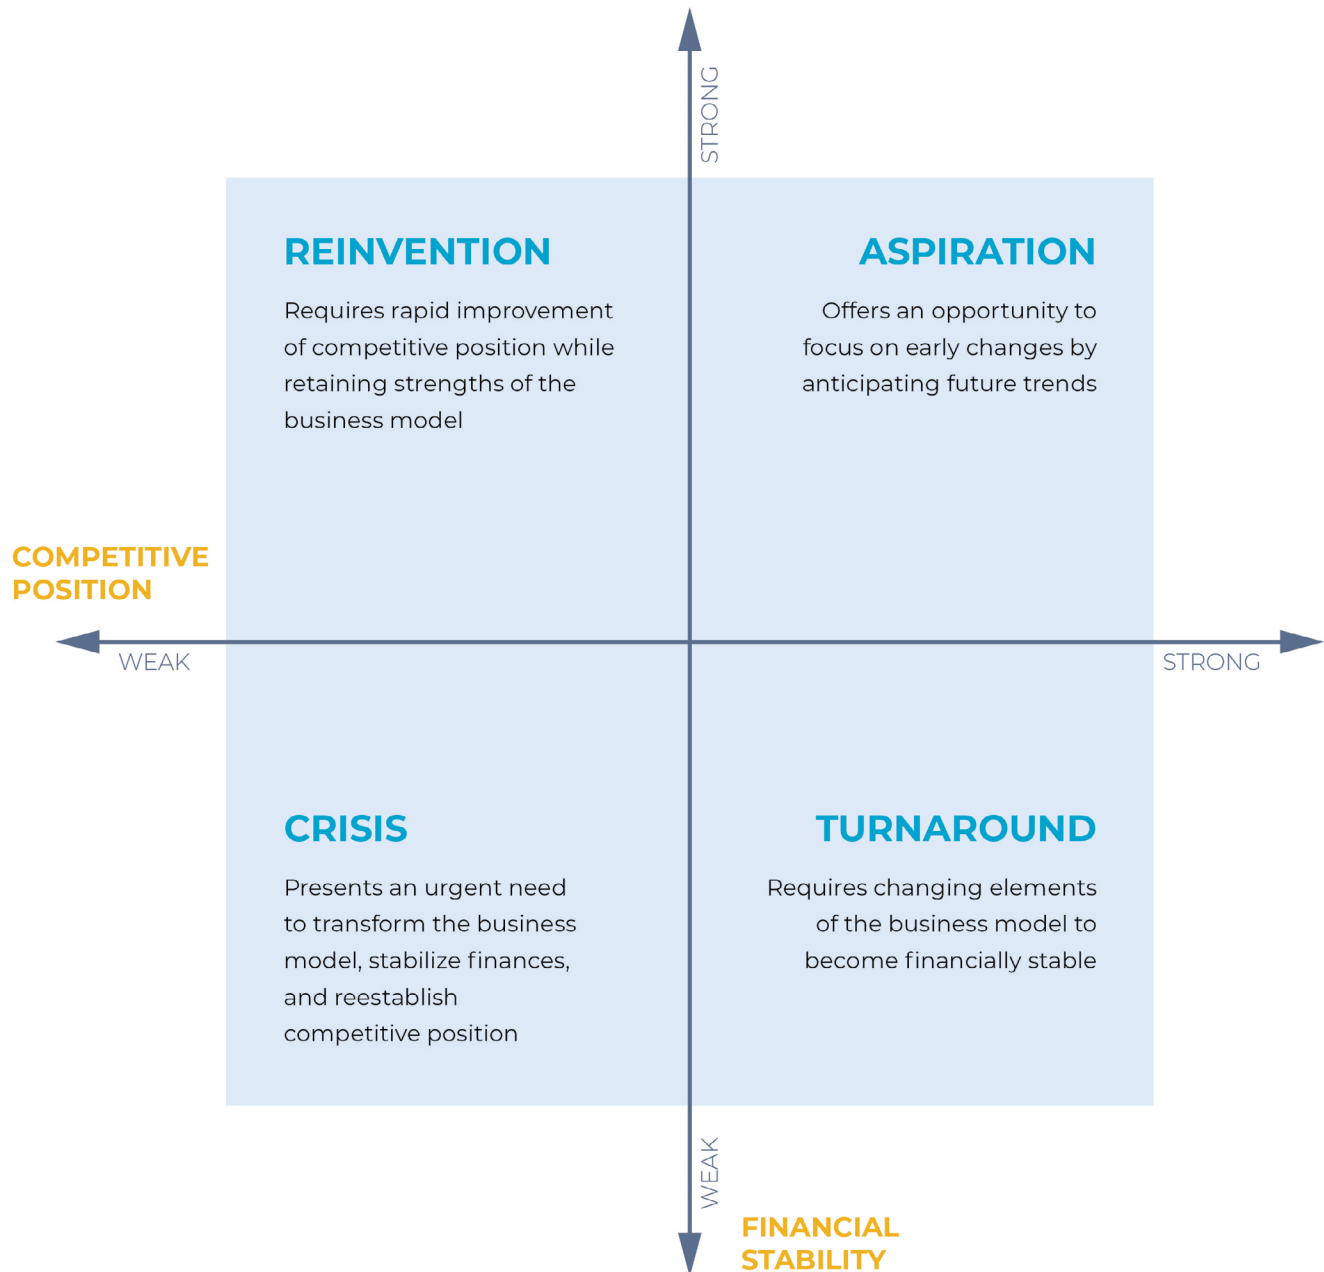 STRONG
REINVENTION
Requires rapid improvement
of competitive position while
retaining strengths of the
business model
ASPIRATION
Offers an opportunity to
focus on early changes by
anticipating future trends
COMPETITIVE
POSITION
WEAK
STRONG
CRISIS
Presents an urgent need
to transform the business
model, stabilize finances,
and reestablish
competitive position
TURNAROUND
Requires changing elements
of the business model to
become financially stable
WEAK
FINANCIAL
STABILITY